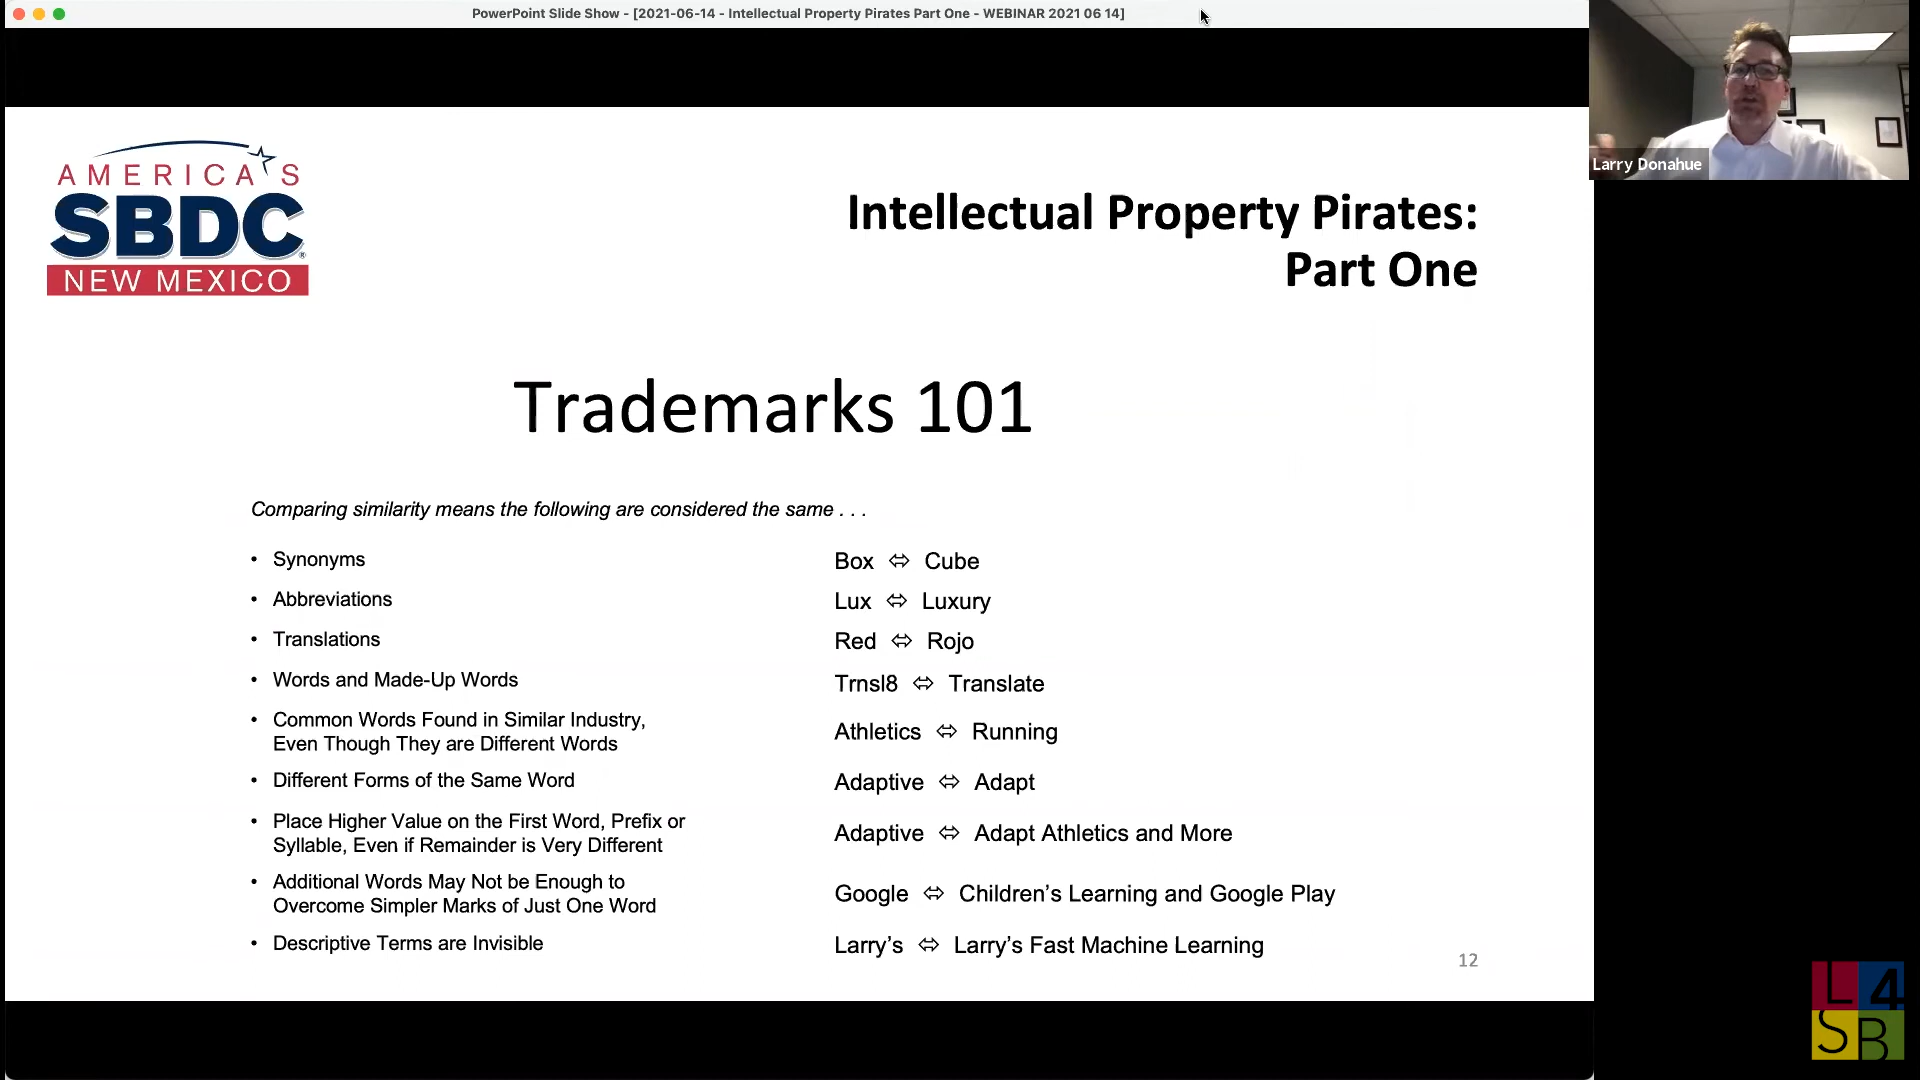 PowerPoint Slide Show - [2021-06-14 - Intellectual Property Pirates Part One - WEBINAR 2021 06 14]
Larry Donahue
AMERICA'S
SBDC®
NEW MEXICO
Intellectual Property Pirates:
Part One
Trademarks 101
Comparing similarity means the following are considered the same . . .
• Synonyms
Box ⇔ Cube
• Abbreviations
Lux ⇔ Luxury
• Translations
Red ⇔ Rojo
• Words and Made-Up Words
Trnsl8 ⇔ Translate
• Common Words Found in Similar Industry,
Even Though They are Different Words
Athletics ⇔ Running
• Different Forms of the Same Word
Adaptive ⇔ Adapt
• Place Higher Value on the First Word, Prefix or
Syllable, Even if Remainder is Very Different
Adaptive ⇔ Adapt Athletics and More
• Additional Words May Not be Enough to
Overcome Simpler Marks of Just One Word
Google ⇔ Children’s Learning and Google Play
• Descriptive Terms are Invisible
Larry’s ⇔ Larry’s Fast Machine Learning
12
L4
SB